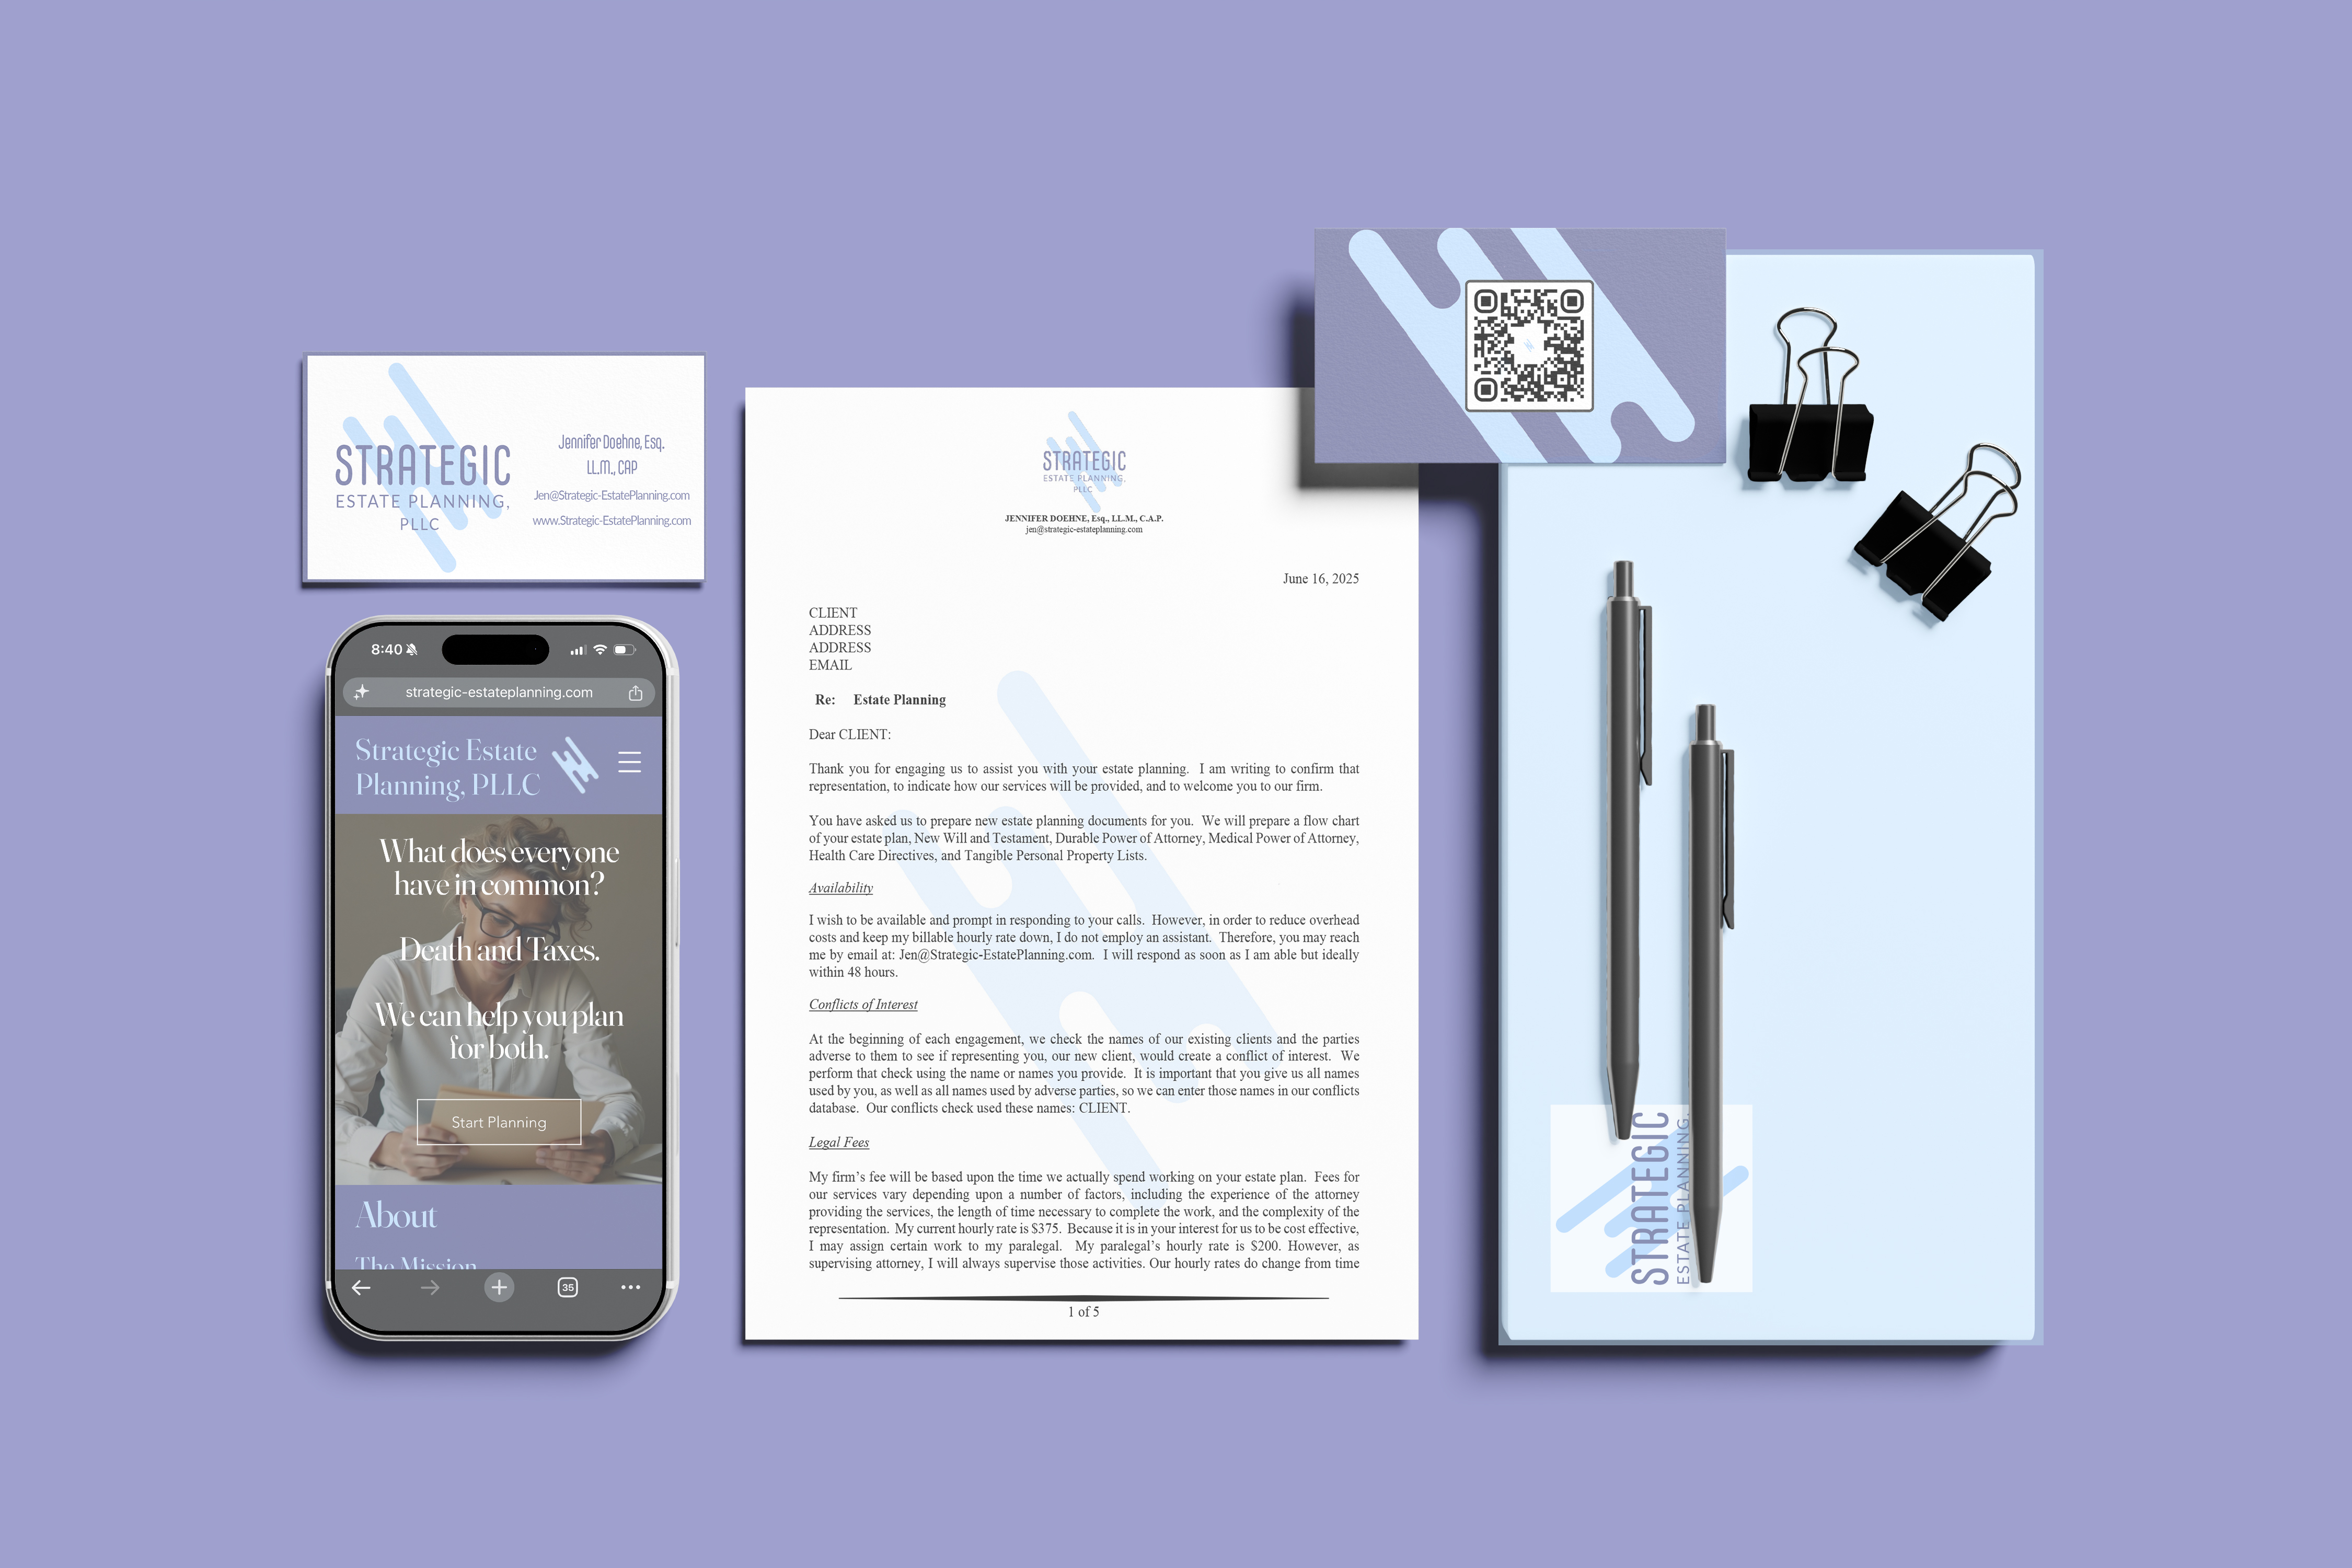 STRATEGIC
ESTATE PLANNING,
PLLC
Jennifer Doehne, Esq.
LL.M., CAP
Jen@Strategic-EstatePlanning.com
www.Strategic-EstatePlanning.com
8:40
strategic-estateplanning.com
Strategic Estate
Planning, PLLC
What does everyone
have in common?
Death and Taxes.
We can help you plan
for both.
Start Planning
About
The Mission
35
STRATEGIC
ESTATE PLANNING,
PLLC
JENNIFER DOEHNE, Esq., LL.M., C.A.P.
jen@strategic-estateplanning.com
June 16, 2025
CLIENT
ADDRESS
ADDRESS
EMAIL
Re: Estate Planning
Dear CLIENT:
Thank you for engaging us to assist you with your estate planning. I am writing to confirm that
representation, to indicate how our services will be provided, and to welcome you to our firm.
You have asked us to prepare new estate planning documents for you. We will prepare a flow chart
of your estate plan, New Will and Testament, Durable Power of Attorney, Medical Power of Attorney,
Health Care Directives, and Tangible Personal Property Lists.
Availability
I wish to be available and prompt in responding to your calls. However, in order to reduce overhead
costs and keep my billable hourly rate down, I do not employ an assistant. Therefore, you may reach
me by email at: Jen@Strategic-EstatePlanning.com. I will respond as soon as I am able but ideally
within 48 hours.
Conflicts of Interest
At the beginning of each engagement, we check the names of our existing clients and the parties
adverse to them to see if representing you, our new client, would create a conflict of interest. We
perform that check using the name or names you provide. It is important that you give us all names
used by you, as well as all names used by adverse parties, so we can enter those names in our conflicts
database. Our conflicts check used these names: CLIENT.
Legal Fees
My firm’s fee will be based upon the time we actually spend working on your estate plan. Fees for
our services vary depending upon a number of factors, including the experience of the attorney
providing the services, the length of time necessary to complete the work, and the complexity of the
representation. My current hourly rate is $375. Because it is in your interest for us to be cost effective,
I may assign certain work to my paralegal. My paralegal’s hourly rate is $200. However, as
supervising attorney, I will always supervise those activities. Our hourly rates do change from time
1 of 5
STRATEGIC
ESTATE PLANNING,